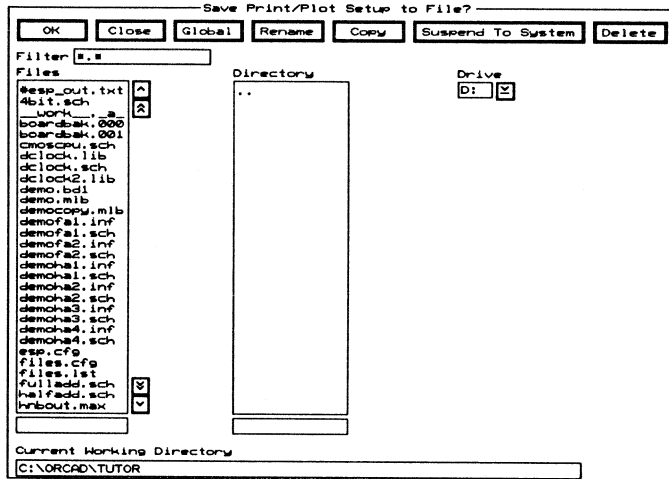 Save Print/Plot Setup to File?
OK Close Global Rename Copy Suspend To System Delete
Filter *.*
Files
#esp_out.txt
4bit.sch
__work__._a_
boardbak.000
boardbak.001
cmoscpu.sch
dclock.lib
dclock.sch
dclock2.lib
demo.bdi
demo.mlb
democopy.mlb
demofa1.inf
demofa1.sch
demofa2.inf
demofa2.sch
demoha1.inf
demoha1.sch
demoha2.inf
demoha2.sch
demoha3.inf
demoha3.sch
demoha4.inf
demoha4.sch
esp.cfg
files.cfg
files.lst
fulladd.sch
halfadd.sch
hnbout.max
Directory
..
Drive
D:
Current Working Directory
C:\ORCAD\TUTOR